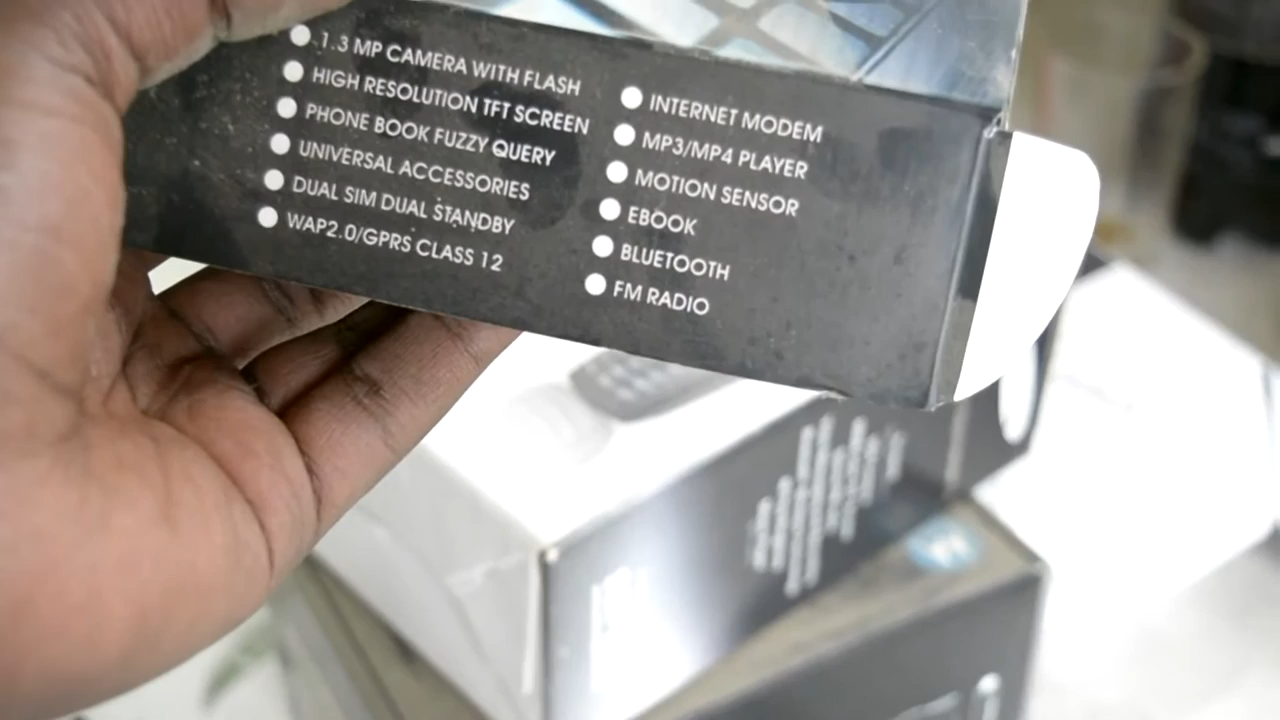 1.3 MP CAMERA WITH FLASH
HIGH RESOLUTION TFT SCREEN
PHONE BOOK FUZZY QUERY
UNIVERSAL ACCESSORIES
DUAL SIM DUAL STANDBY
WAP2.0/GPRS CLASS 12
INTERNET MODEM
MP3/MP4 PLAYER
MOTION SENSOR
EBOOK
BLUETOOTH
FM RADIO